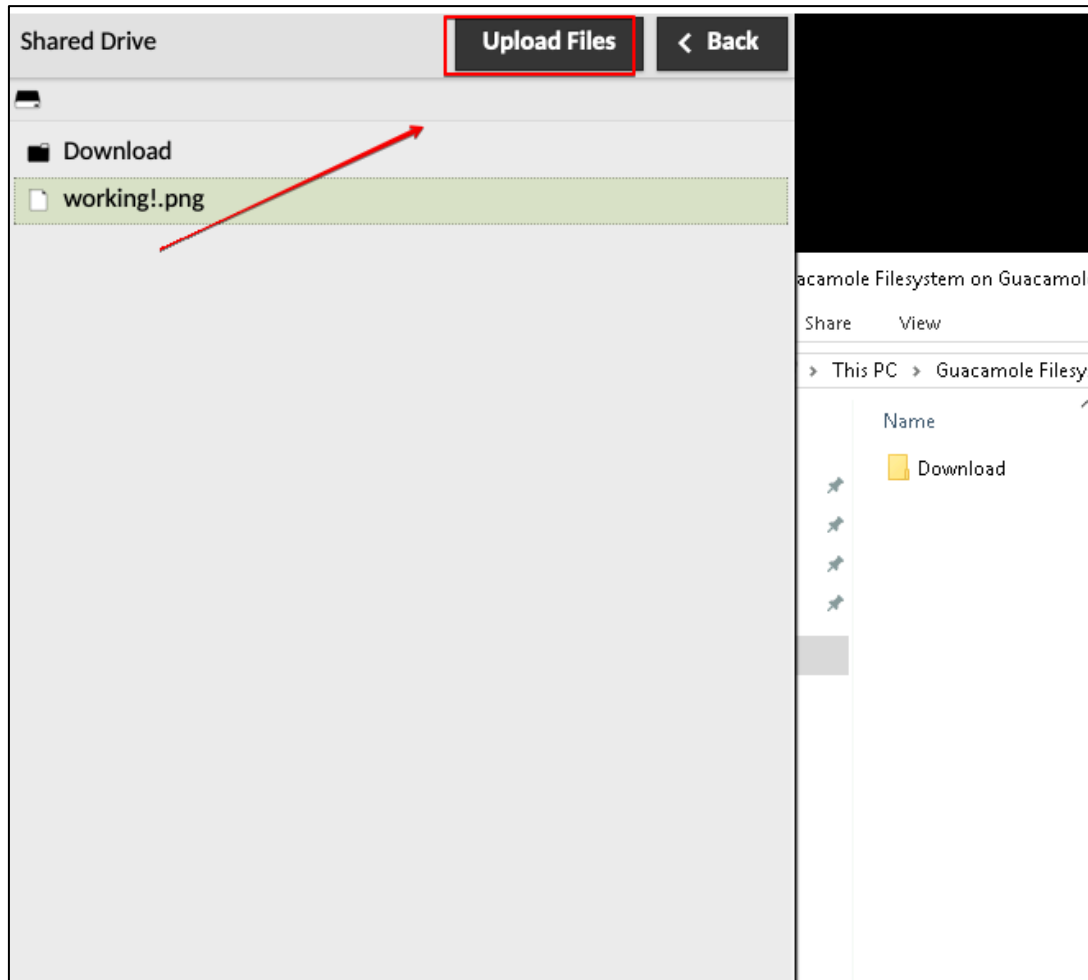 Shared Drive
Upload Files
Back
Download
working!.png
acamole Filesystem on Guacamol
Share View
This PC > Guacamole Filesy
Name
Download